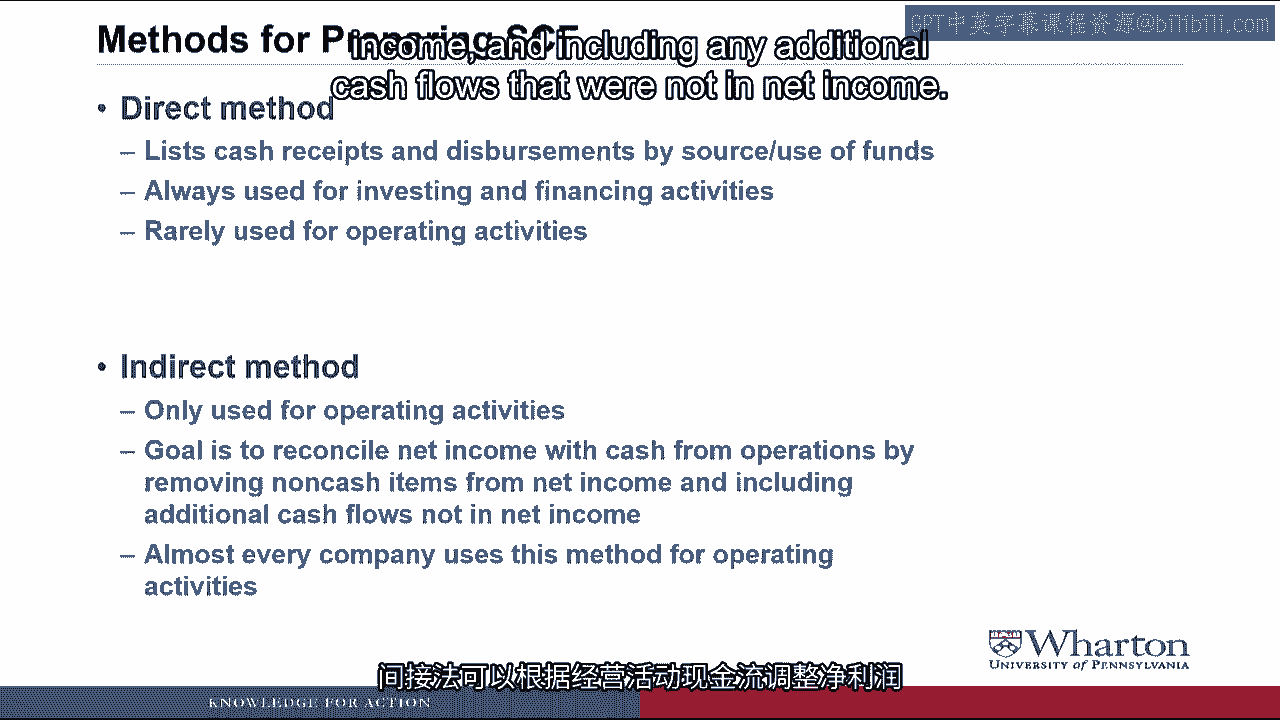 GPT中英字幕课程资源@bilibili.com
Methods for Preparing SCF
income, and including any additional
cash flows that were not in net income.
• Direct method
– Lists cash receipts and disbursements by source/use of funds
– Always used for investing and financing activities
– Rarely used for operating activities
• Indirect method
– Only used for operating activities
– Goal is to reconcile net income with cash from operations by
removing noncash items from net income and including
additional cash flows not in net income
– Almost every company uses this method for operating
activities
Wharton
UNIVERSITY of PENNSYLVANIA
间接法可以根据经营活动现金流调整净利润
KNOWLEDGE FOR ACTION